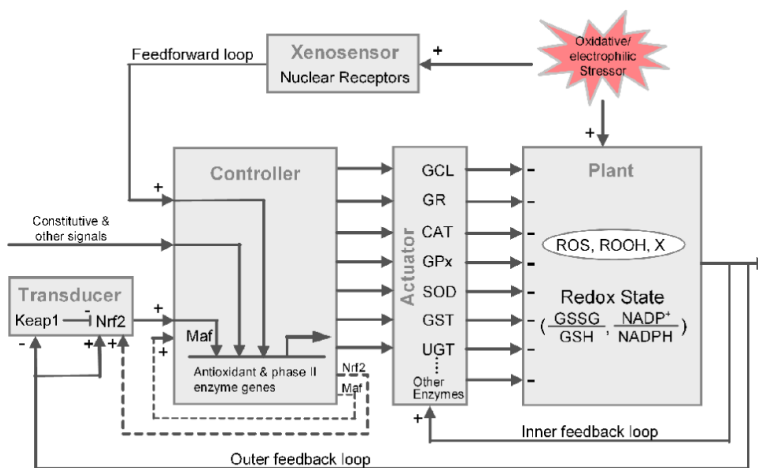 Xenosensor
Nuclear Receptors
Feedforward loop
+
Oxidative/
electrophilic
Stressor
+
Controller
+
Constitutive &
other signals
Transducer
Keap1
-
Nrf2
-
+
+
+
Maf
+
Antioxidant & phase II
enzyme genes
Nrf2
Maf
Actuator
GCL
GR
CAT
GPx
SOD
GST
UGT
Other
Enzymes
+
Plant
-
-
-
-
-
-
-
-
ROS, ROOH, X
Redox State
(GSSG/GSH, NADP+/NADPH)
Inner feedback loop
Outer feedback loop